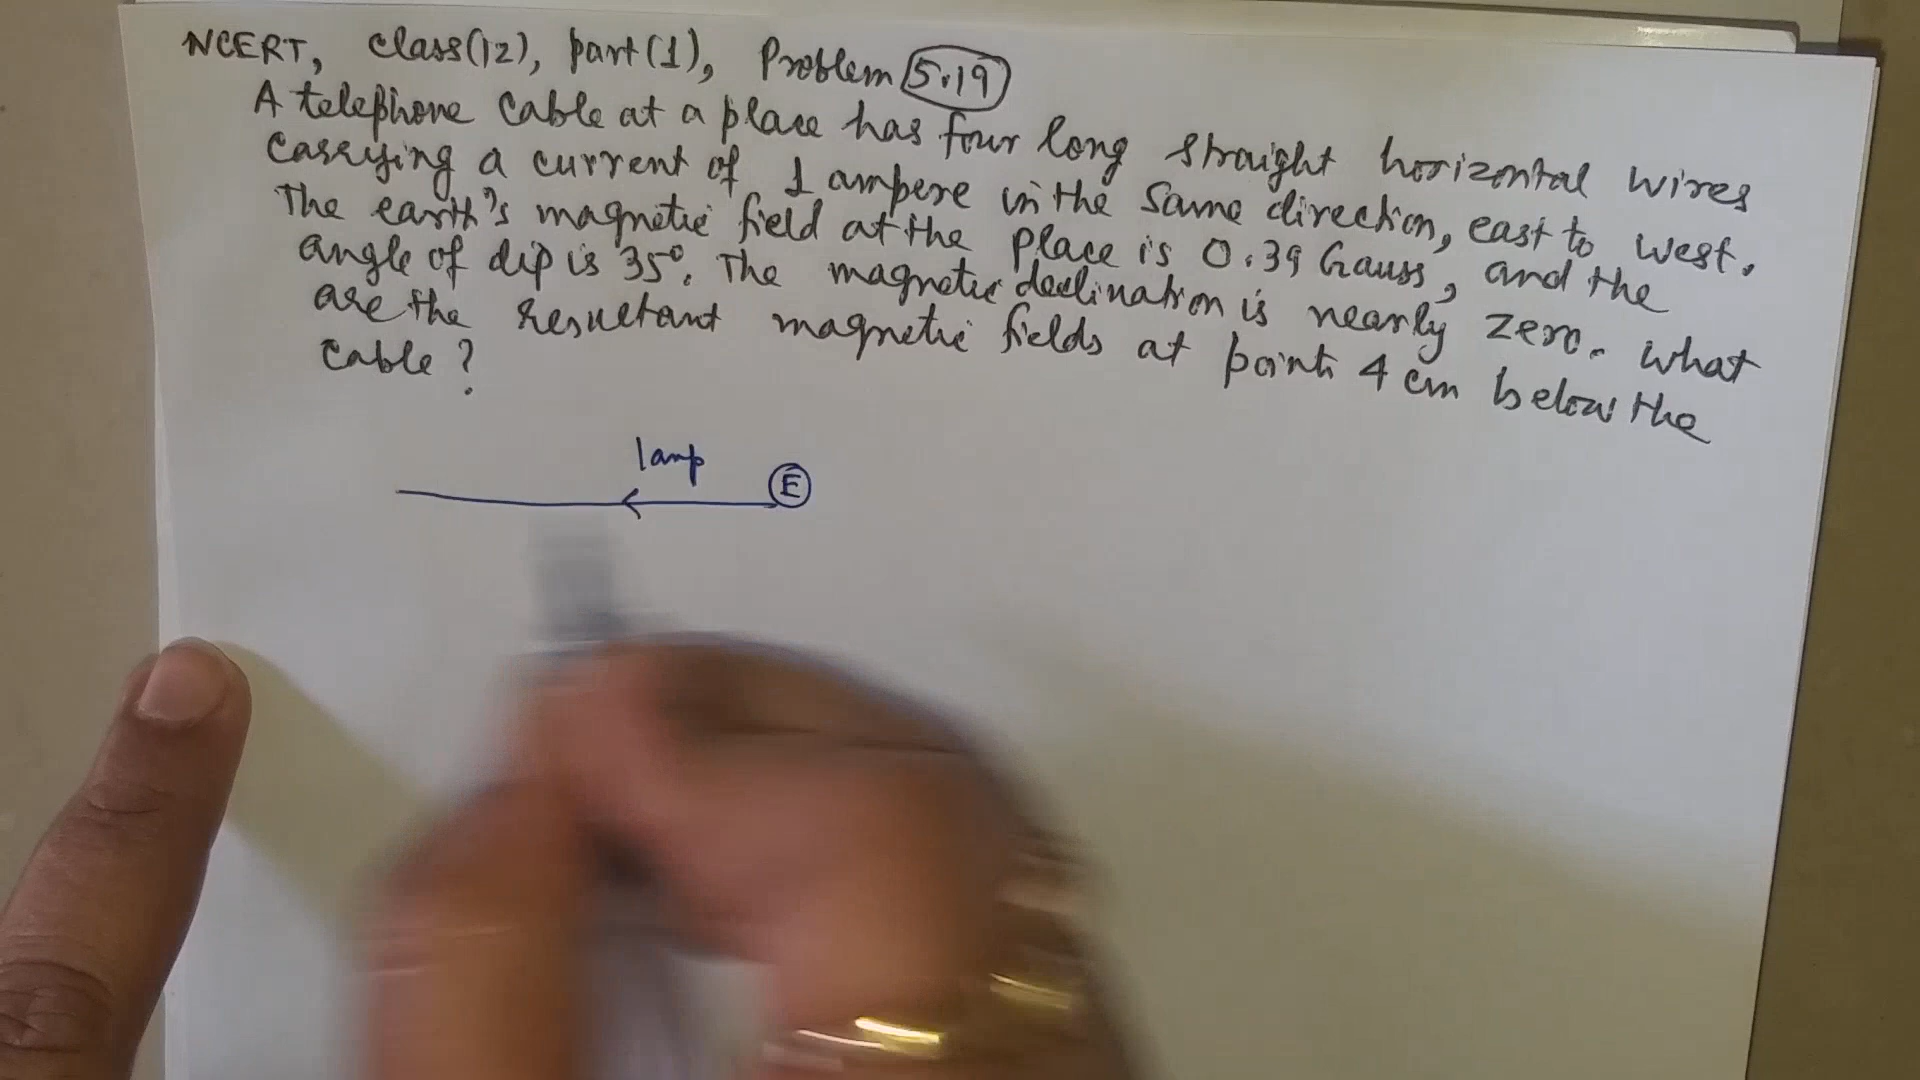 NCERT, class(12), part(1), Problem 5.19
A telephone cable at a place has four long straight horizontal wires
carrying a current of 1 ampere in the same direction, east to west.
The earth's magnetic field at the place is 0.39 Gauss, and the
angle of dip is 35°. The magnetic declination is nearly zero. What
are the resultant magnetic fields at points 4 cm below the
cable?
1amp
E